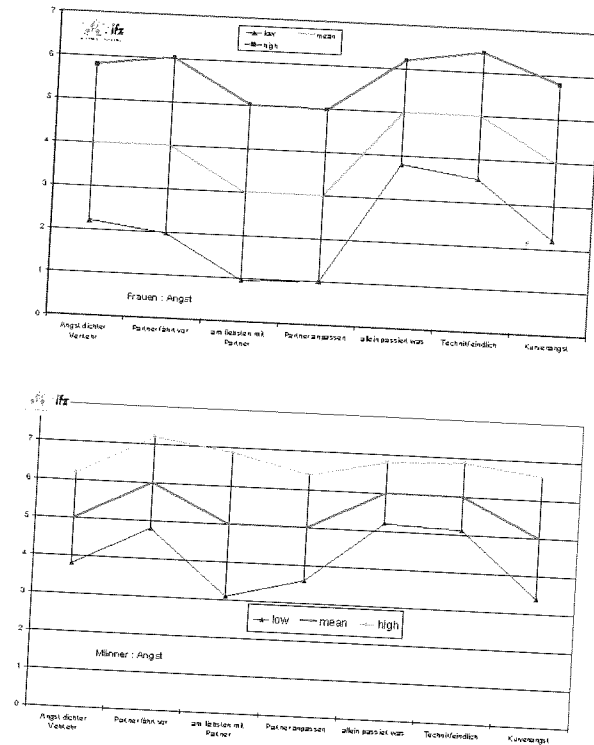 7
ifz
low
mean
high
6
5
4
3
2
1
0
Frauen : Angst
Angst dichter
Verkehr
Partner fährt vor
am liebsten mit
Partner
Partner anpassen
allein passiert was
Technikfeindlich
Kurvenangst
ifz
7
6
5
4
3
2
1
0
low
mean
high
Männer : Angst
Angst dichter
Verkehr
Partner fährt vor
am liebsten mit
Partner
Partner anpassen
allein passiert was
Technikfeindlich
Kurvenangst